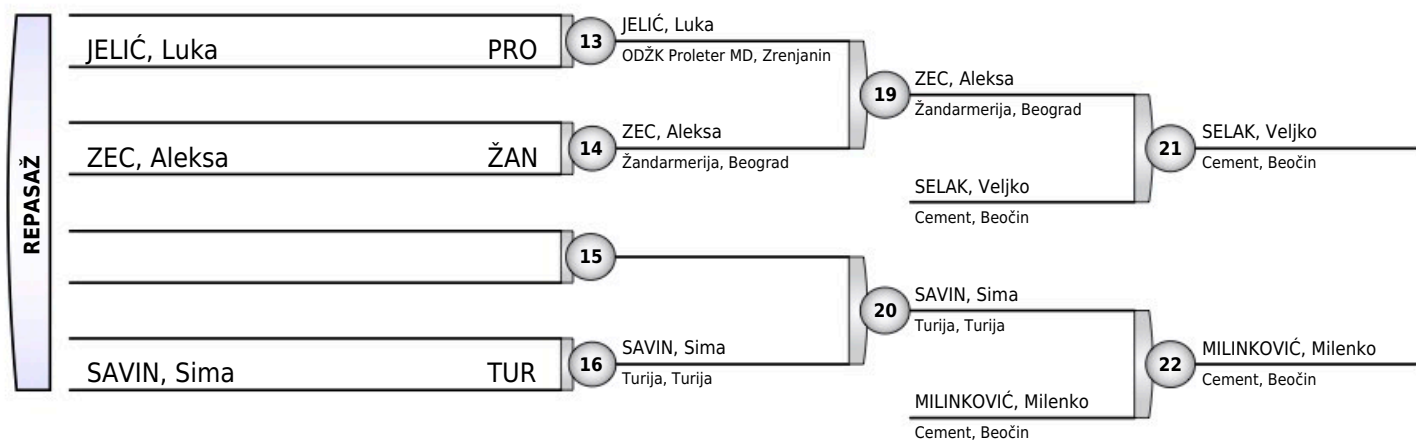 REPASAŽ
JELIĆ, Luka PRO
13
JELIĆ, Luka
ODŽK Proleter MD, Zrenjanin
ZEC, Aleksa ŽAN
14
ZEC, Aleksa
Žandarmerija, Beograd
15
SAVIN, Sima TUR
16
SAVIN, Sima
Turija, Turija
19
ZEC, Aleksa
Žandarmerija, Beograd
SELAK, Veljko
Cement, Beočin
20
SAVIN, Sima
Turija, Turija
MILINKOVIĆ, Milenko
Cement, Beočin
21
SELAK, Veljko
Cement, Beočin
22
MILINKOVIĆ, Milenko
Cement, Beočin